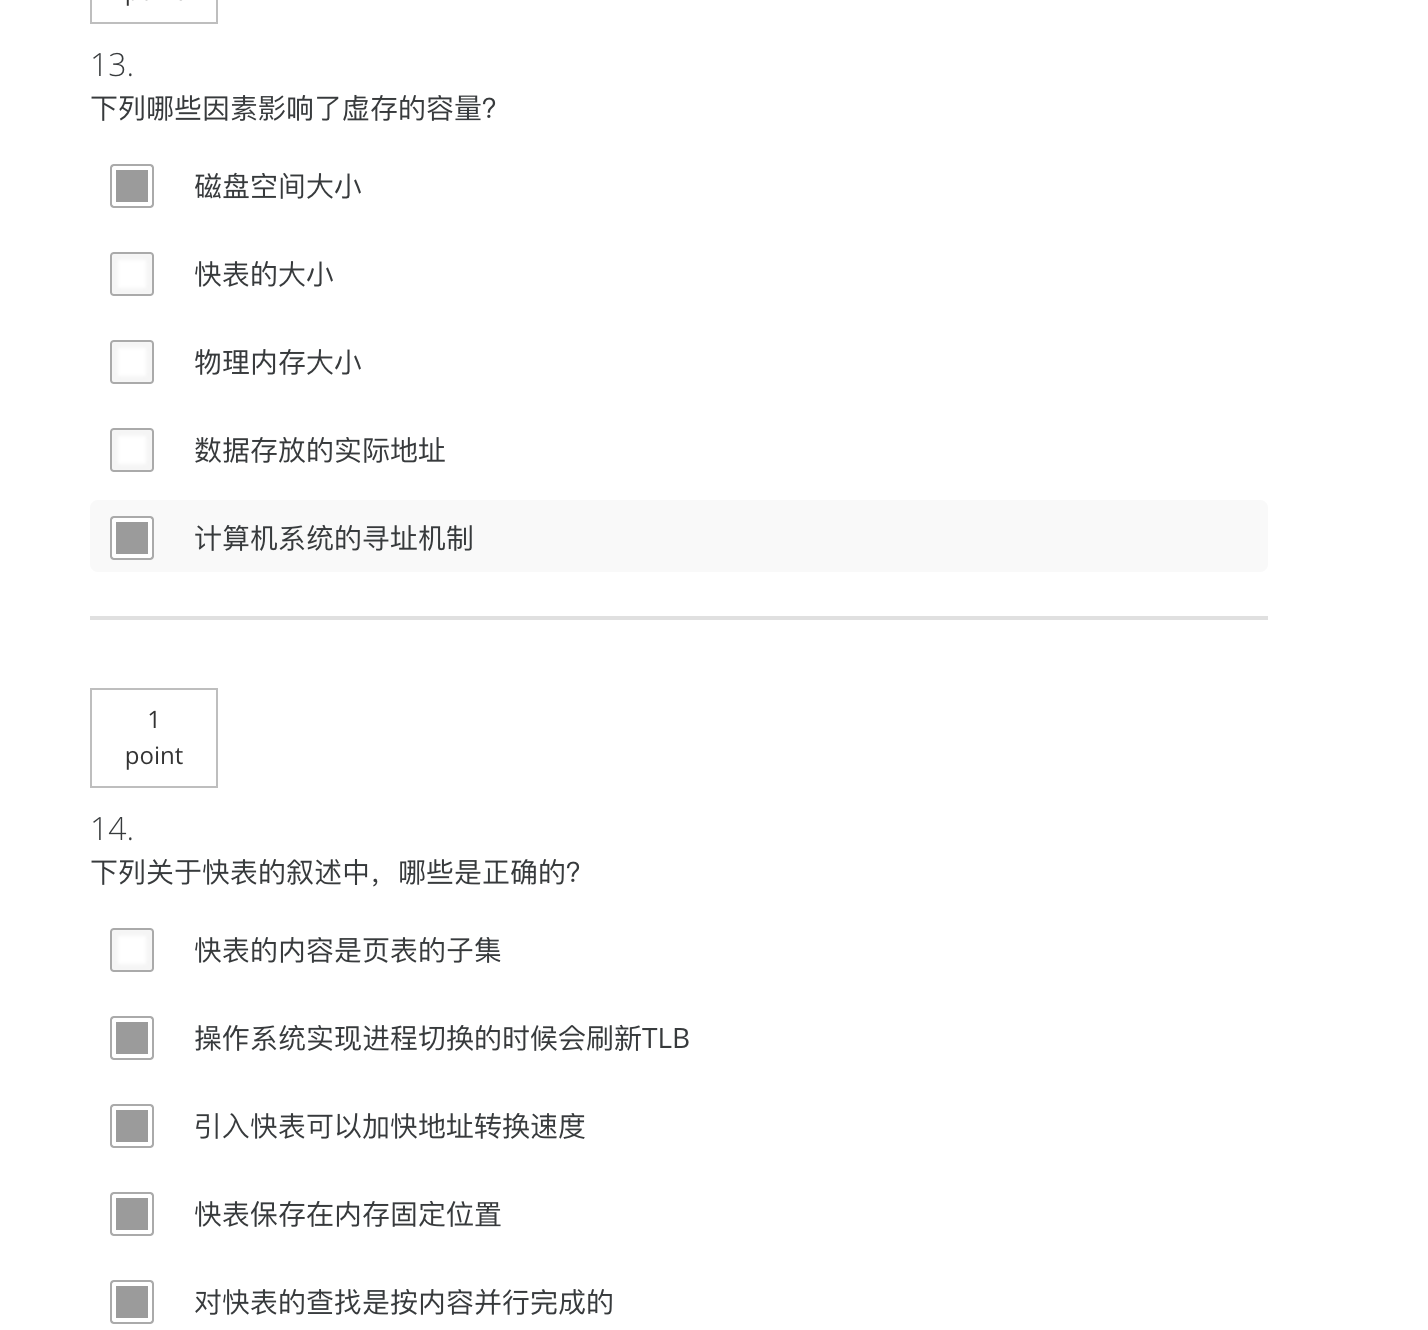 13.
下列哪些因素影响了虚存的容量?
磁盘空间大小
快表的大小
物理内存大小
数据存放的实际地址
计算机系统的寻址机制
1
point
14.
下列关于快表的叙述中，哪些是正确的?
快表的内容是页表的子集
操作系统实现进程切换的时候会刷新TLB
引入快表可以加快地址转换速度
快表保存在内存固定位置
对快表的查找是按内容并行完成的